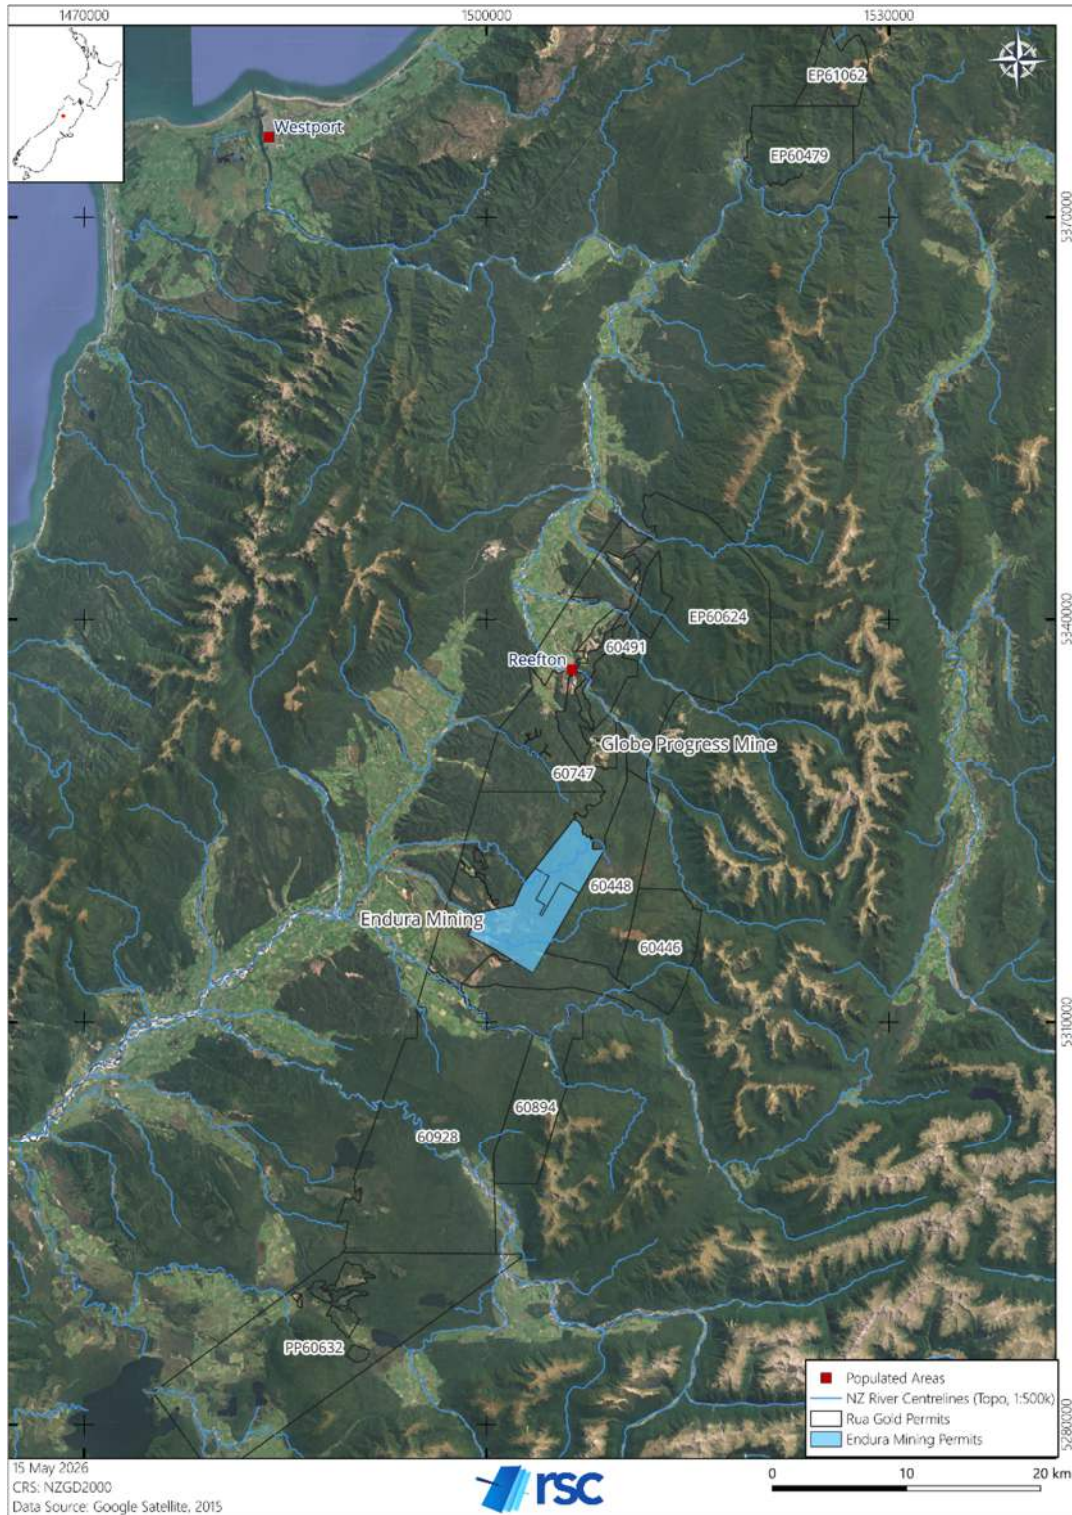 1470000
1500000
1530000
EP61062
Westport
EP60479
5370000
EP60624
5340000
60491
Reefton
Globe Progress Mine
60747
60448
Endura Mining
60446
5310000
60894
60928
PP60632
Populated Areas
NZ River Centrelines (Topo, 1:500k)
Rua Gold Permits
Endura Mining Permits
5280000
15 May 2026
CRS: NZGD2000
Data Source: Google Satellite, 2015
rsc
0 10 20 km